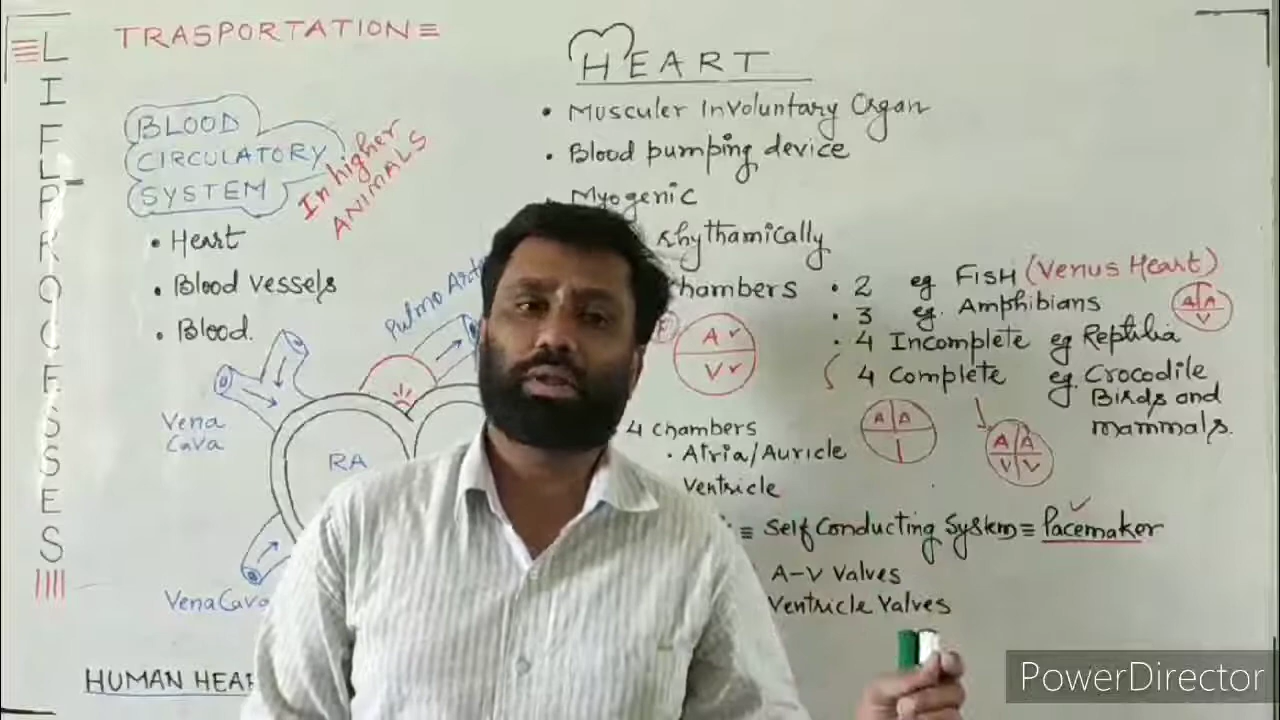 LIFE PROCESSES
TRASPORTATION
BLOOD
CIRCULATORY
SYSTEM
In higher
ANIMALS
• Heart
• Blood vessels
• Blood.
Pulmo
Vena
Cava
RA
Vena Cava
HUMAN HEAR
HEART
• Musculer Involuntary Organ
• Blood pumping device
Myogenic
Rhythamically
chambers
• 2 eg FISH (Venus Heart)
• 3 eg. Amphibians
• 4 Incomplete eg Reptilia
4 Complete eg. Crocodile
Birds and
mammals.
A
V
A A
V
A A
A A
V V
4 chambers
• Atria/Auricle
Ventricle
≡ Self Conducting System ≡ Pacemaker
A-V Valves
Ventricle Valves
PowerDirector